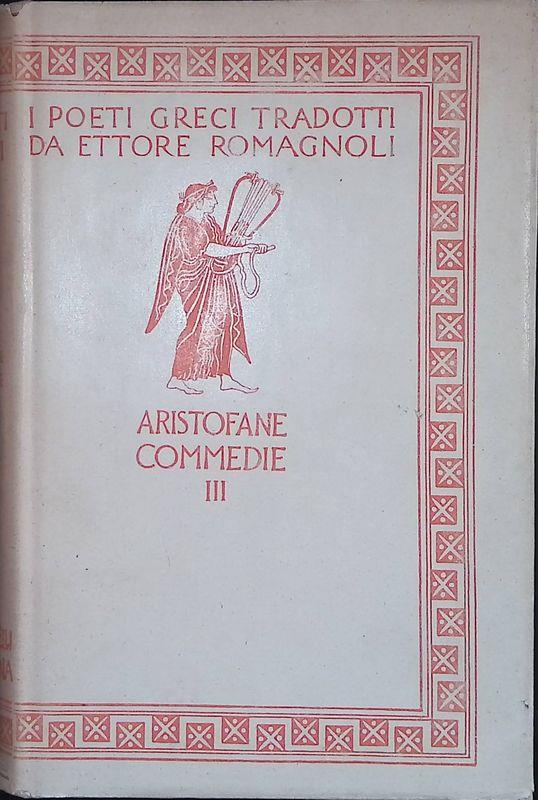 I POETI GRECI TRADOTTI
DA ETTORE ROMAGNOLI
ARISTOFANE
COMMEDIE
III